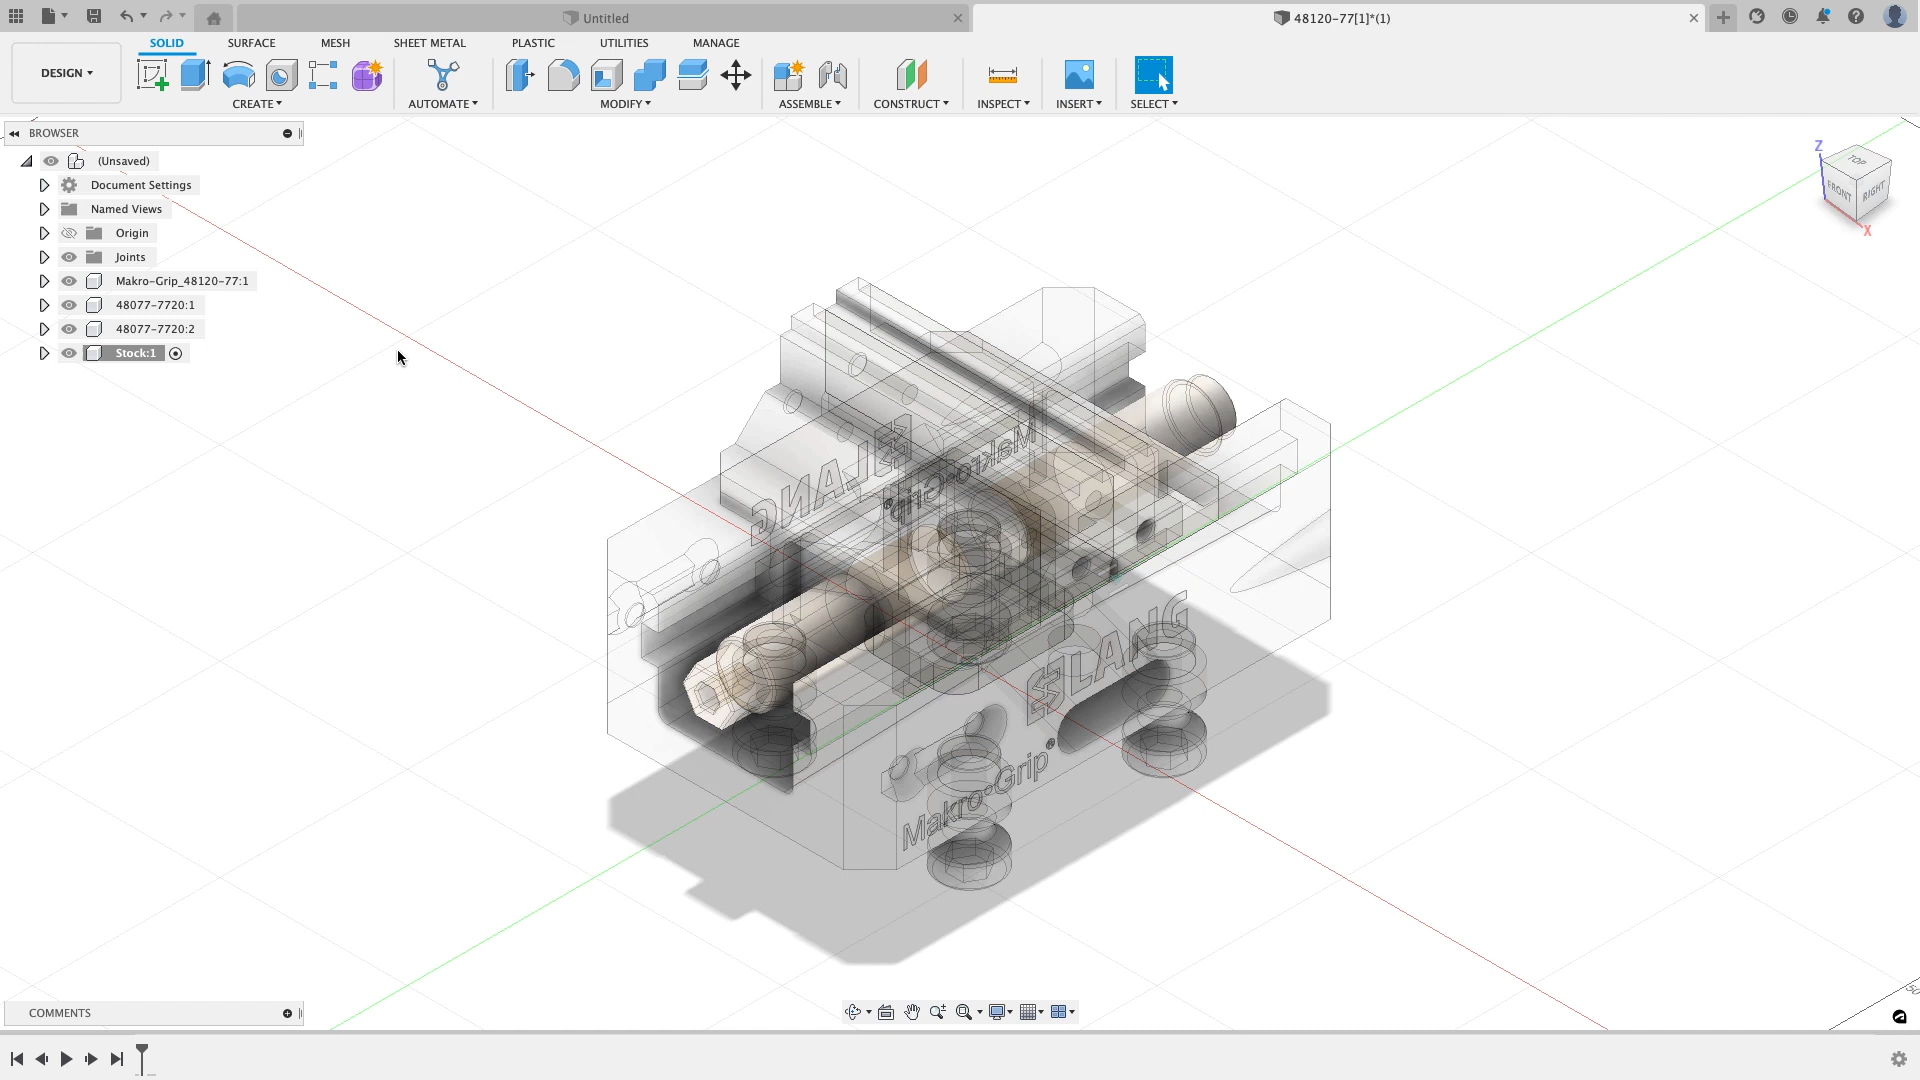 Untitled
48120-77[1]*(1)
SOLID
SURFACE
MESH
SHEET METAL
PLASTIC
UTILITIES
MANAGE
DESIGN
CREATE
AUTOMATE
MODIFY
ASSEMBLE
CONSTRUCT
INSPECT
INSERT
SELECT
BROWSER
(Unsaved)
Document Settings
Named Views
Origin
Joints
Makro-Grip_48120-77:1
48077-7720:1
48077-7720:2
Stock:1
Z
TOP
FRONT
RIGHT
X
LANG
Makro•Grip®
LANG
Makro•Grip®
50
COMMENTS